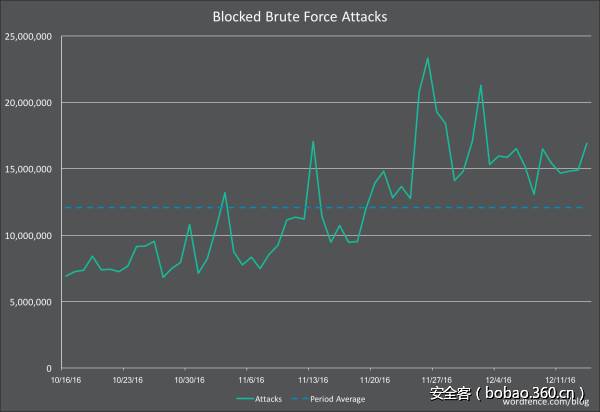 Blocked Brute Force Attacks
25,000,000
20,000,000
15,000,000
10,000,000
5,000,000
0
10/16/16 10/23/16 10/30/16 11/6/16 11/13/16 11/20/16 11/27/16 12/4/16 12/11/16
Attacks Period Average
安全客（bobao.360.cn）
wordfence.com/blog